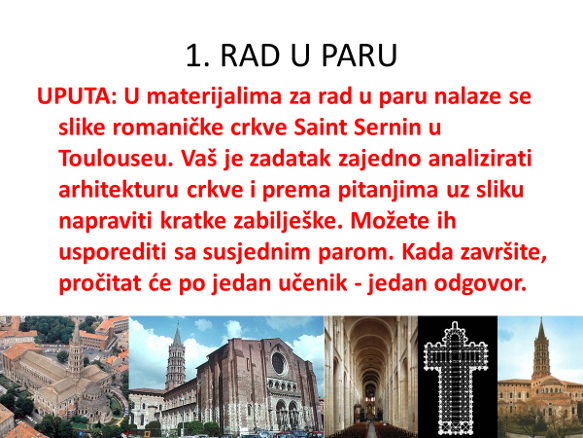 1. RAD U PARU
UPUTA: U materijalima za rad u paru nalaze se
slike romaničke crkve Saint Sernin u
Toulouseu. Vaš je zadatak zajedno analizirati
arhitekturu crkve i prema pitanjima uz sliku
napraviti kratke zabilješke. Možete ih
usporediti sa susjednim parom. Kada završite,
pročitat će po jedan učenik - jedan odgovor.